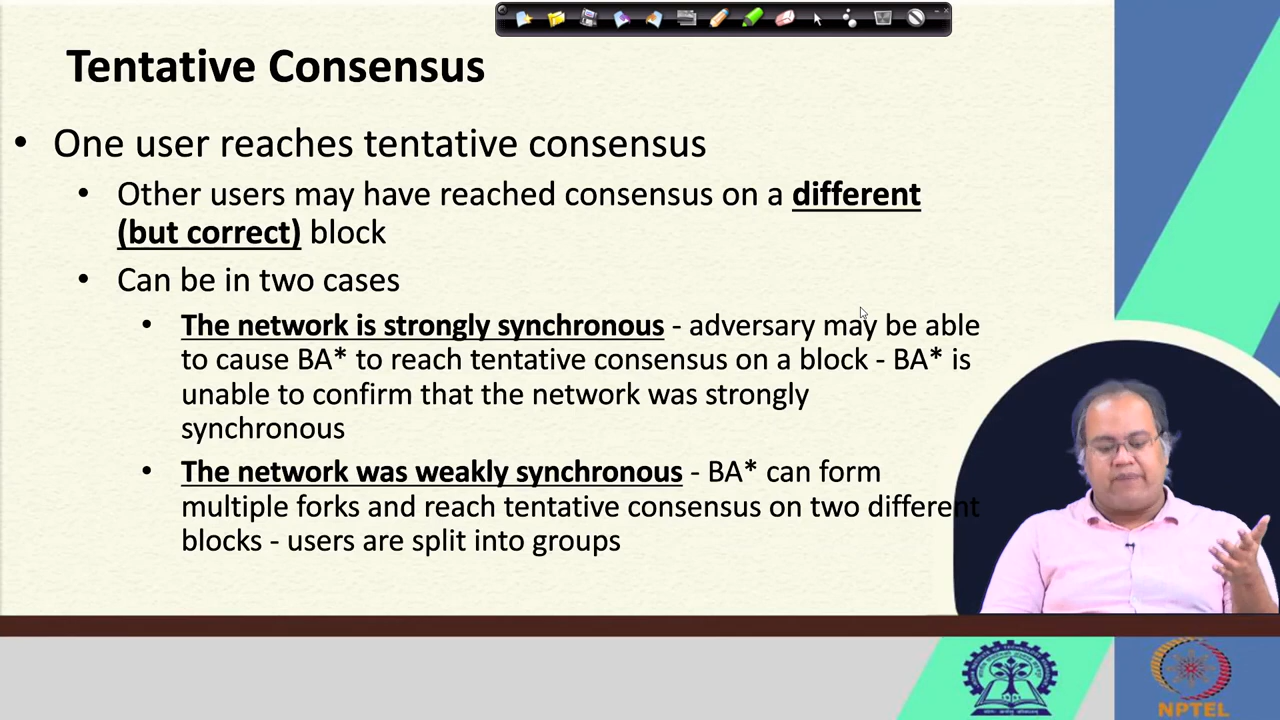 Tentative Consensus
• One user reaches tentative consensus
• Other users may have reached consensus on a different
(but correct) block
• Can be in two cases
• The network is strongly synchronous - adversary may be able
to cause BA* to reach tentative consensus on a block - BA* is
unable to confirm that the network was strongly
synchronous
• The network was weakly synchronous - BA* can form
multiple forks and reach tentative consensus on two different
blocks - users are split into groups
NPTEL